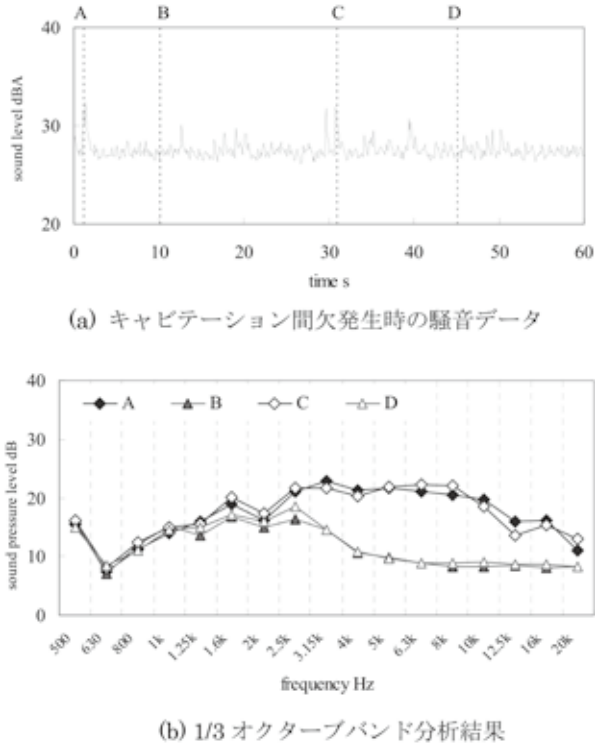 A B C D
40
30
20
sound level dBA
0 10 20 30 40 50 60
time s
(a) キャビテーション間欠発生時の騒音データ
40
30
20
10
0
A B C D
sound pressure level dB
500 630 800 1k 1.25k 1.6k 2k 2.5k 3.15k 4k 5k 6.3k 8k 10k 12.5k 16k 20k
frequency Hz
(b) 1/3 オクターブバンド分析結果